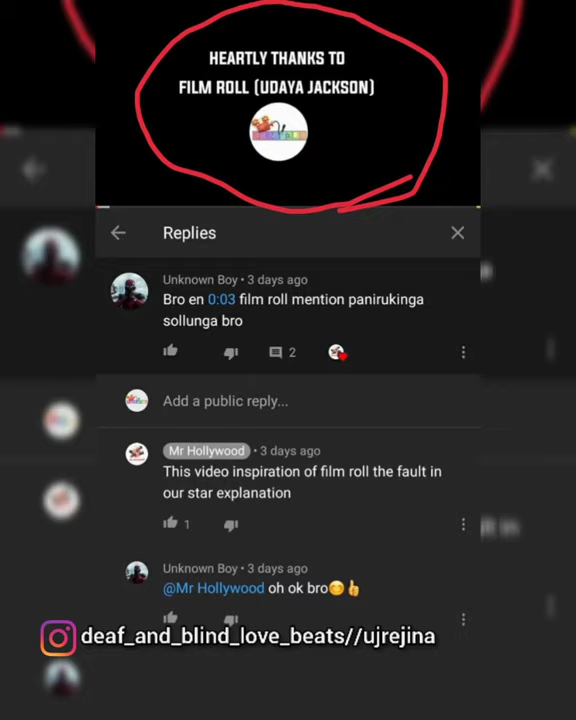 HEARTLY THANKS TO
FILM ROLL (UDAYA JACKSON)
Replies
Unknown Boy • 3 days ago
Bro en 0:03 film roll mention panirukinga
sollunga bro
2
Add a public reply...
Mr Hollywood • 3 days ago
This video inspiration of film roll the fault in
our star explanation
1
Unknown Boy • 3 days ago
@Mr Hollywood oh ok bro😊👍
deaf_and_blind_love_beats//ujrejina